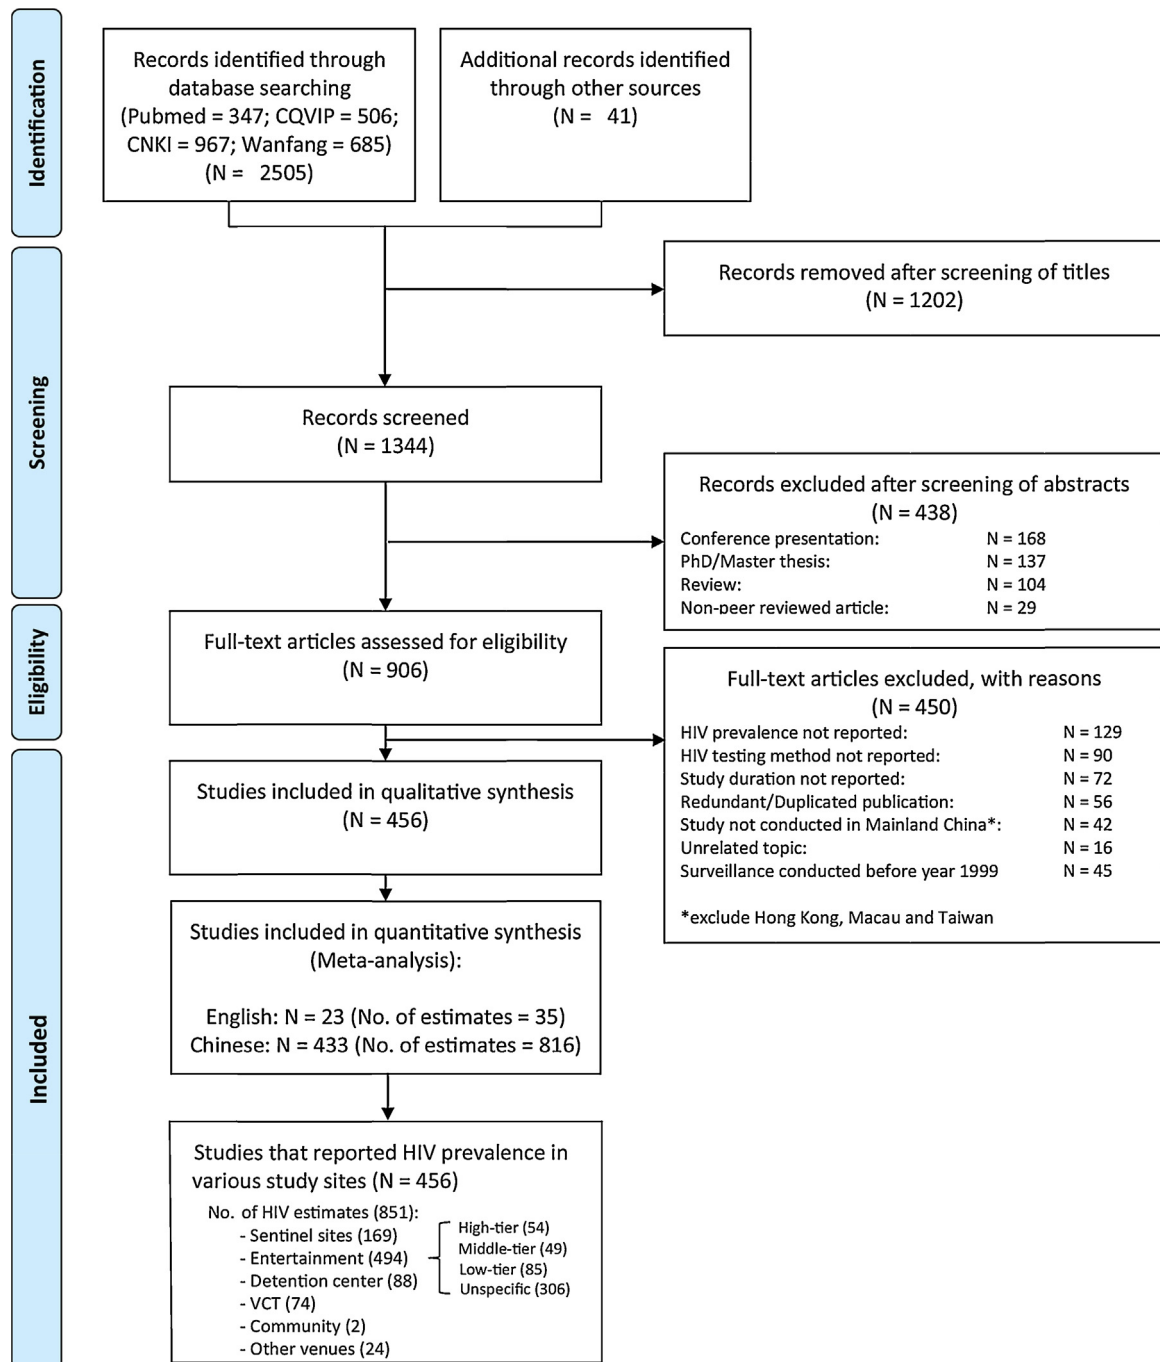 Identification
Records identified through
database searching
(Pubmed = 347; CQVIP = 506;
CNKI = 967; Wanfang = 685)
(N = 2505)
Additional records identified
through other sources
(N = 41)
Screening
Records removed after screening of titles
(N = 1202)
Records screened
(N = 1344)
Records excluded after screening of abstracts
(N = 438)
Conference presentation: N = 168
PhD/Master thesis: N = 137
Review: N = 104
Non-peer reviewed article: N = 29
Eligibility
Full-text articles assessed for eligibility
(N = 906)
Full-text articles excluded, with reasons
(N = 450)
HIV prevalence not reported: N = 129
HIV testing method not reported: N = 90
Study duration not reported: N = 72
Redundant/Duplicated publication: N = 56
Study not conducted in Mainland China*: N = 42
Unrelated topic: N = 16
Surveillance conducted before year 1999 N = 45
*exclude Hong Kong, Macau and Taiwan
Included
Studies included in qualitative synthesis
(N = 456)
Studies included in quantitative synthesis
(Meta-analysis):
English: N = 23 (No. of estimates = 35)
Chinese: N = 433 (No. of estimates = 816)
Studies that reported HIV prevalence in
various study sites (N = 456)
No. of HIV estimates (851):
- Sentinel sites (169)
- Entertainment (494)
- Detention center (88)
- VCT (74)
- Community (2)
- Other venues (24)
High-tier (54)
Middle-tier (49)
Low-tier (85)
Unspecific (306)